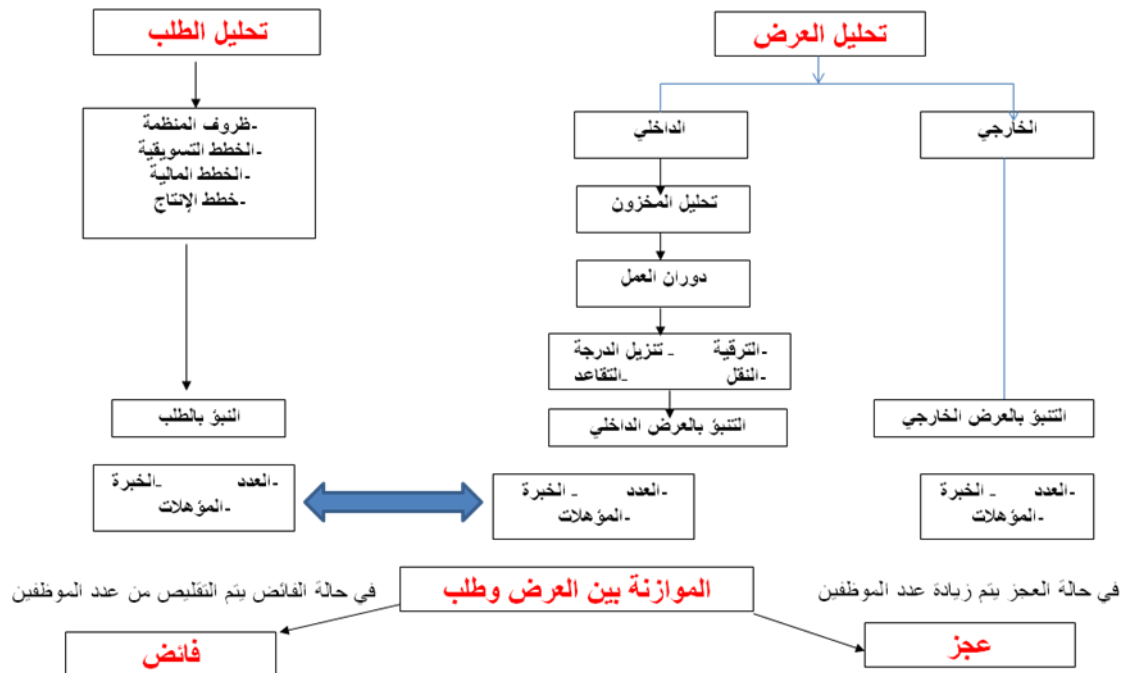 تحليل العرض
تحليل الطلب
الخارجي
الداخلي
-ظروف المنظمة
-الخطط التسويقية
-الخطط المالية
-خطط الإنتاج
تحليل المخزون
دوران العمل
-الترقية - تنزيل الدرجة
-النقل -التقاعد
التنبؤ بالعرض الخارجي
التنبؤ بالعرض الداخلي
النبؤ بالطلب
-العدد - الخبرة
-المؤهلات
-العدد - الخبرة
-المؤهلات
-العدد -الخبرة
-المؤهلات
الموازنة بين العرض وطلب
في حالة العجز يتم زيادة عدد الموظفين
في حالة الفائض يتم التقليص من عدد الموظفين
عجز
فائض